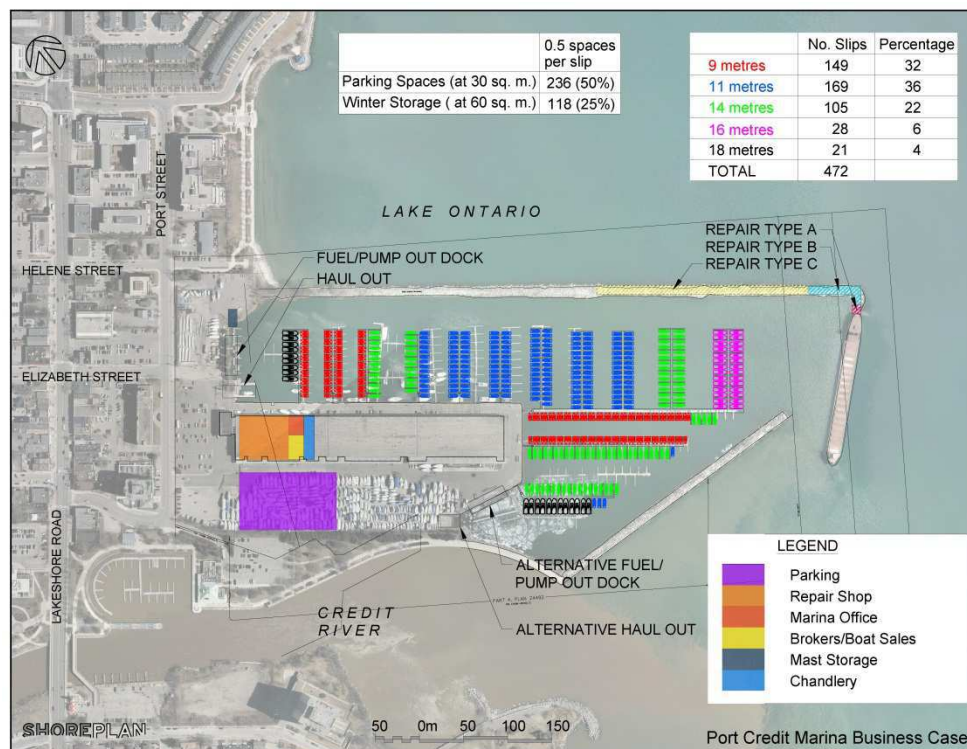 0.5 spaces
per slip
Parking Spaces (at 30 sq. m.) 236 (50%)
Winter Storage ( at 60 sq. m.) 118 (25%)
No. Slips Percentage
9 metres 149 32
11 metres 169 36
14 metres 105 22
16 metres 28 6
18 metres 21 4
TOTAL 472
PORT STREET
LAKE ONTARIO
REPAIR TYPE A
REPAIR TYPE B
REPAIR TYPE C
FUEL/PUMP OUT DOCK
HELENE STREET
HAUL OUT
ELIZABETH STREET
LAKESHORE ROAD
ALTERNATIVE FUEL/
PUMP OUT DOCK
CREDIT
RIVER
ALTERNATIVE HAUL OUT
LEGEND
Parking
Repair Shop
Marina Office
Brokers/Boat Sales
Mast Storage
Chandlery
SHOREPLAN
50 0m 50 100 150
Port Credit Marina Business Case